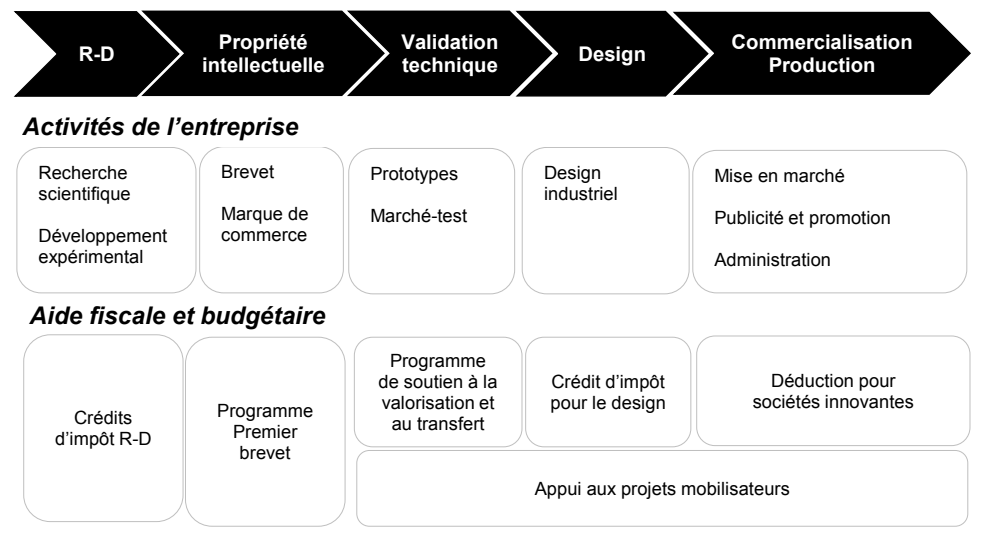 R-D
Propriété
intellectuelle
Validation
technique
Design
Commercialisation
Production
Activités de l’entreprise
Recherche
scientifique
Développement
expérimental
Brevet
Marque de
commerce
Prototypes
Marché-test
Design
industriel
Mise en marché
Publicité et promotion
Administration
Aide fiscale et budgétaire
Crédits
d’impôt R-D
Programme
Premier
brevet
Programme
de soutien à la
valorisation et
au transfert
Crédit d’impôt
pour le design
Déduction pour
sociétés innovantes
Appui aux projets mobilisateurs